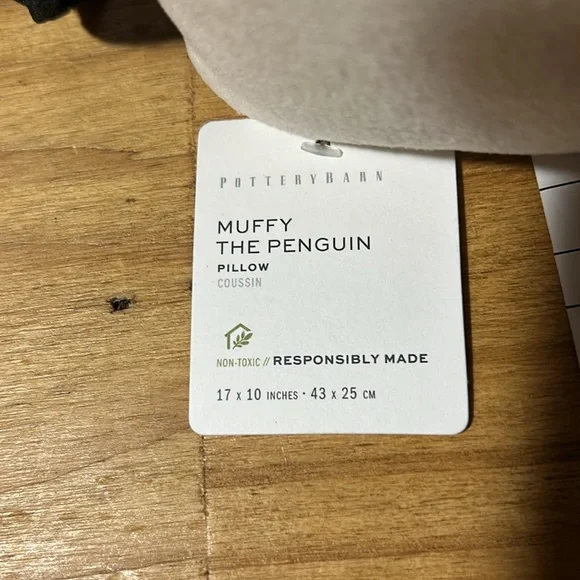 POTTERYBARN
MUFFY
THE PENGUIN
PILLOW
COUSSIN
NON-TOXIC // RESPONSIBLY MADE
17 x 10 INCHES · 43 x 25 CM